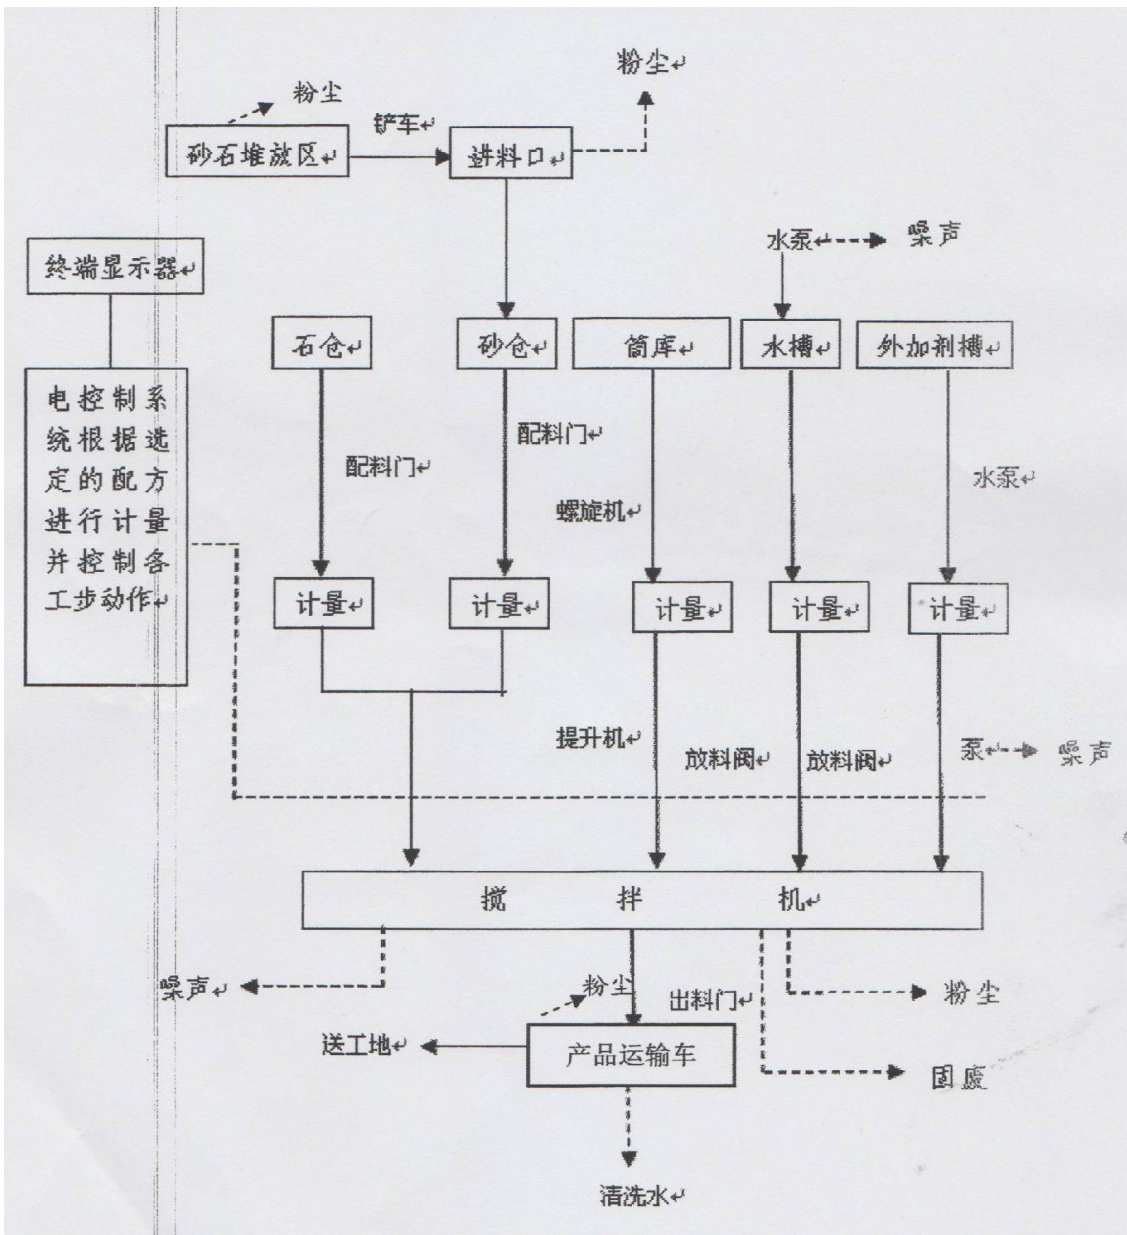 粉尘
粉尘
铲车
砂石堆放区
进料口
水泵
噪声
终端显示器
石仓
砂仓
筒库
水槽
外加剂槽
电控制系
统根据选
定的配方
进行计量
并控制各
工步动作
配料门
配料门
水泵
螺旋机
计量
计量
计量
计量
计量
提升机
放料阀
放料阀
泵
噪声
搅拌机
噪声
粉尘
出料门
粉尘
送工地
产品运输车
固废
清洗水